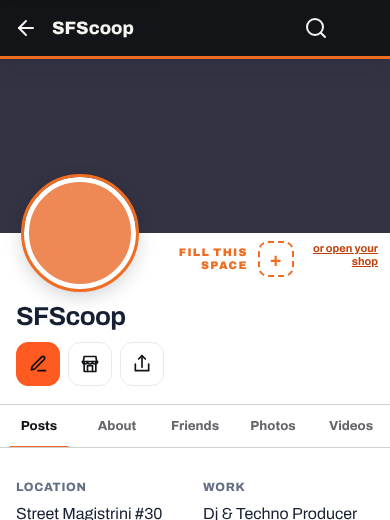 SFScoop
FILL THIS
SPACE
+
or open your
shop
SFScoop
Posts About Friends Photos Videos
LOCATION WORK
Street Magistrini #30 Dj & Techno Producer